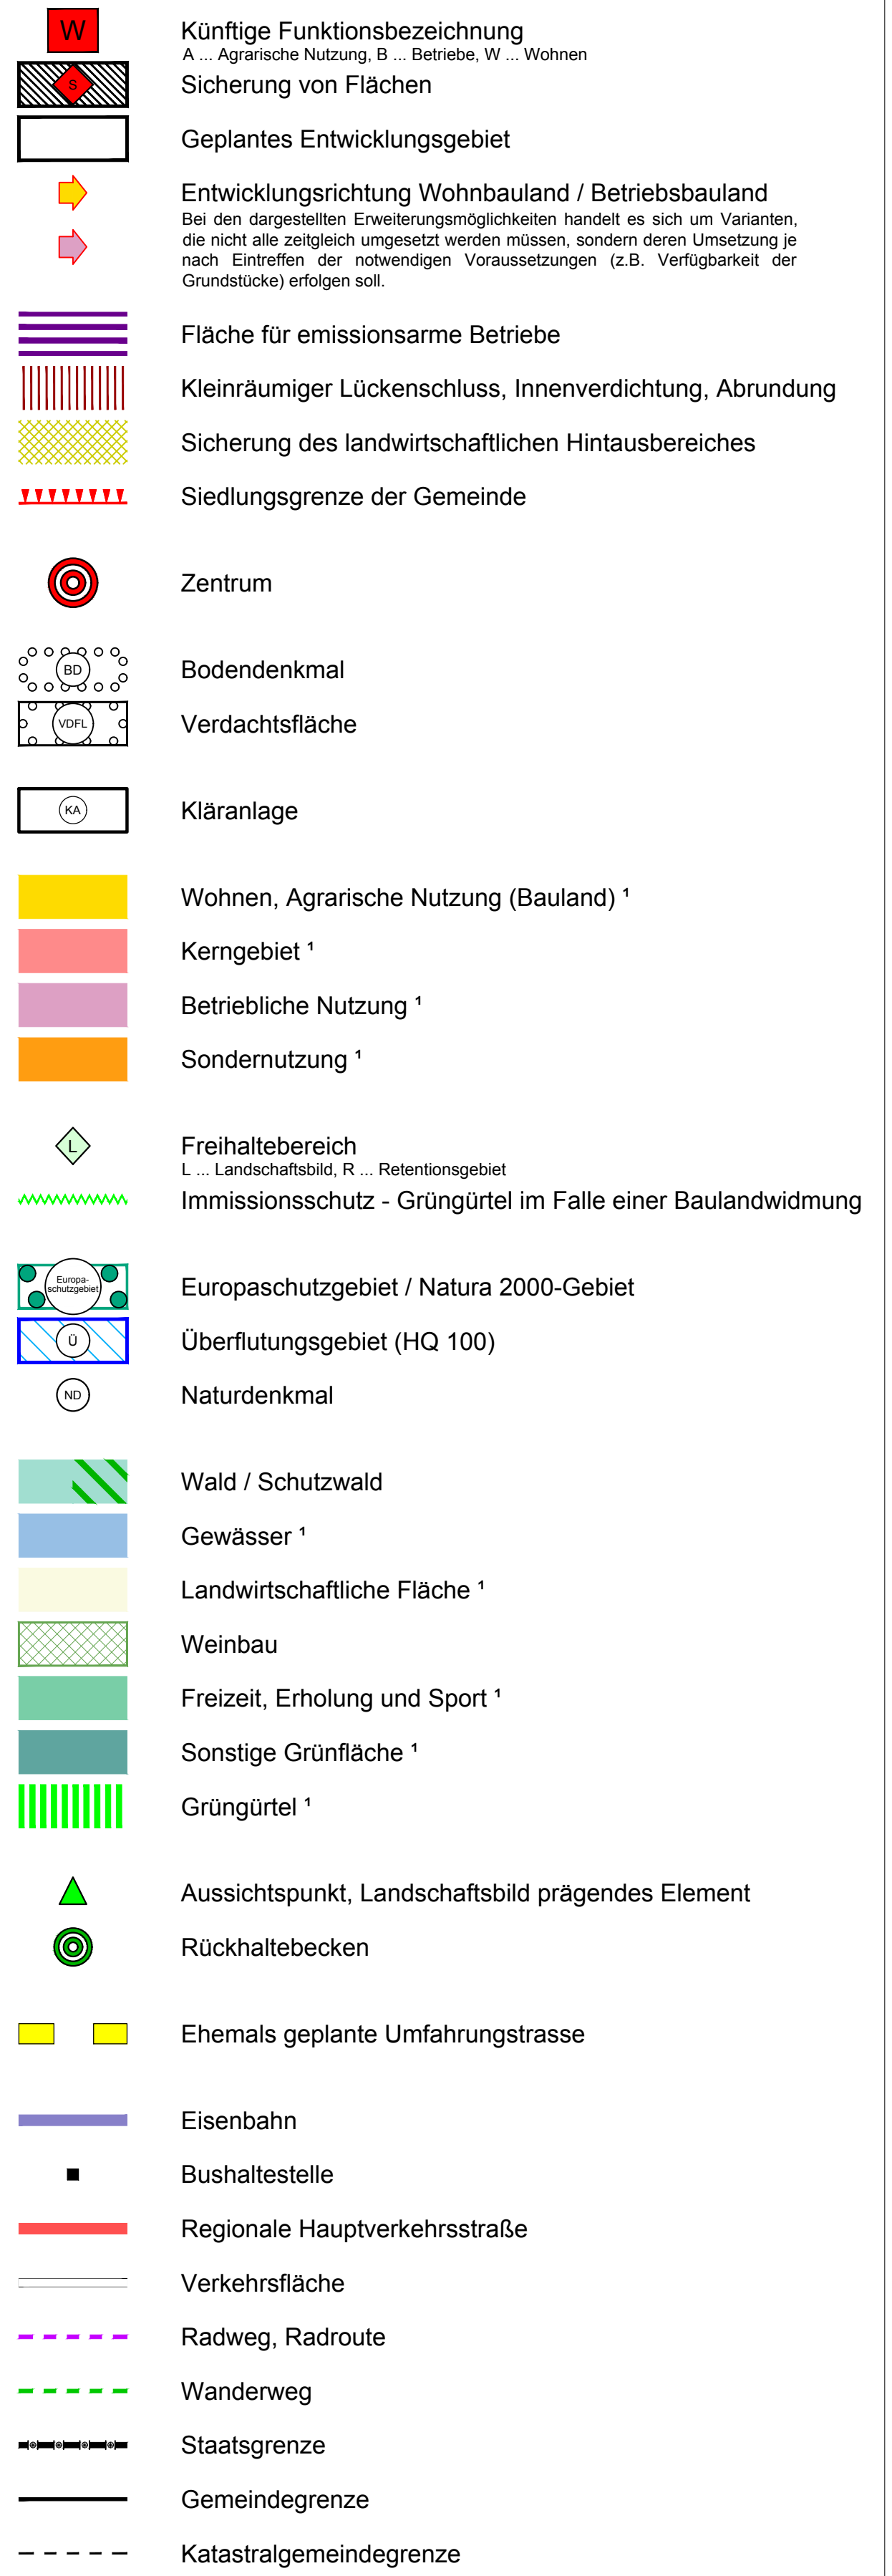 W
Künftige Funktionsbezeichnung
A ... Agrarische Nutzung, B ... Betriebe, W ... Wohnen
S
Sicherung von Flächen
Geplantes Entwicklungsgebiet
Entwicklungsrichtung Wohnbauland / Betriebsbauland
Bei den dargestellten Erweiterungsmöglichkeiten handelt es sich um Varianten,
die nicht alle zeitgleich umgesetzt werden müssen, sondern deren Umsetzung je
nach Eintreffen der notwendigen Voraussetzungen (z.B. Verfügbarkeit der
Grundstücke) erfolgen soll.
Fläche für emissionsarme Betriebe
Kleinräumiger Lückenschluss, Innenverdichtung, Abrundung
Sicherung des landwirtschaftlichen Hintausbereiches
Siedlungsgrenze der Gemeinde
Zentrum
BD
Bodendenkmal
VDFL
Verdachtsfläche
KA
Kläranlage
Wohnen, Agrarische Nutzung (Bauland) ¹
Kerngebiet ¹
Betriebliche Nutzung ¹
Sondernutzung ¹
L
Freihaltebereich
L ... Landschaftsbild, R ... Retentionsgebiet
Immissionsschutz - Grüngürtel im Falle einer Baulandwidmung
Europa-
schutzgebiet
Europaschutzgebiet / Natura 2000-Gebiet
Ü
Überflutungsgebiet (HQ 100)
ND
Naturdenkmal
Wald / Schutzwald
Gewässer ¹
Landwirtschaftliche Fläche ¹
Weinbau
Freizeit, Erholung und Sport ¹
Sonstige Grünfläche ¹
Grüngürtel ¹
Aussichtspunkt, Landschaftsbild prägendes Element
Rückhaltebecken
Ehemals geplante Umfahrungstrasse
Eisenbahn
Bushaltestelle
Regionale Hauptverkehrsstraße
Verkehrsfläche
Radweg, Radroute
Wanderweg
Staatsgrenze
Gemeindegrenze
Katastralgemeindegrenze